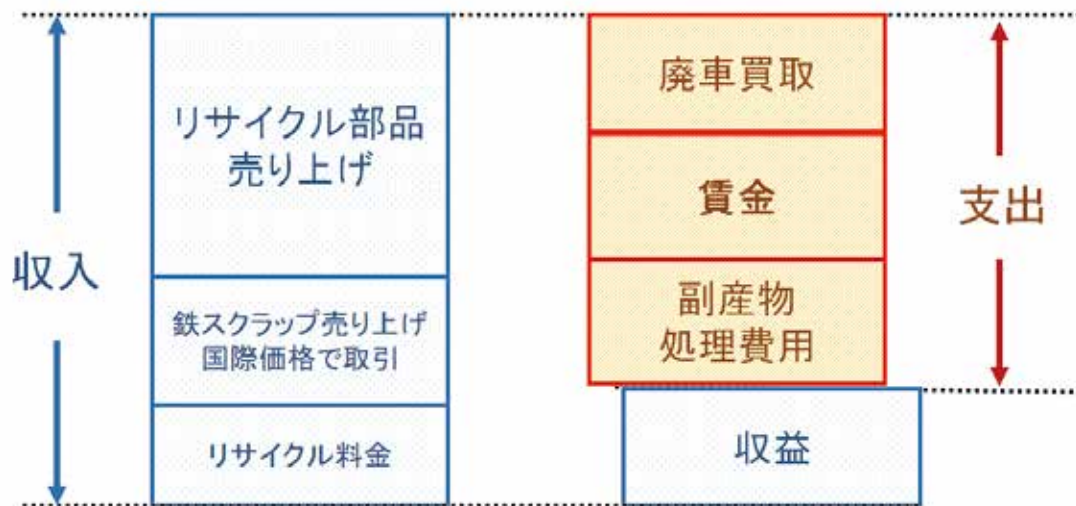 収入
リサイクル部品
売り上げ
鉄スクラップ売り上げ
国際価格で取引
リサイクル料金
廃車買取
賃金
副産物
処理費用
収益
支出